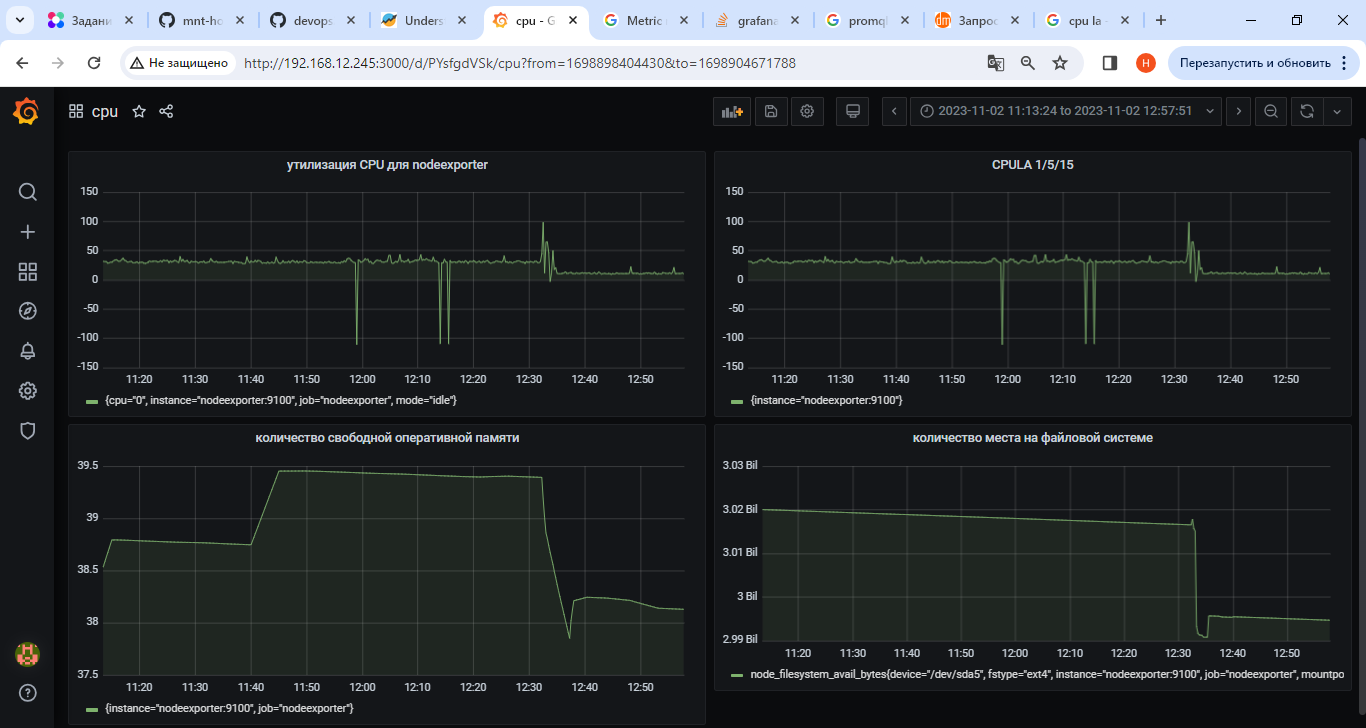 Задани
mnt-ho
devops
Unders
cpu - G
Metric
grafana
promql
Запрос
cpu la -
Не защищено
http://192.168.12.245:3000/d/PYsfgdVSk/cpu?from=1698898404430&to=1698904671788
H
Перезапустить и обновить
cpu
2023-11-02 11:13:24 to 2023-11-02 12:57:51
утилизация CPU для nodeexporter
150
100
50
0
-50
-100
-150
11:20 11:30 11:40 11:50 12:00 12:10 12:20 12:30 12:40 12:50
{cpu="0", instance="nodeexporter:9100", job="nodeexporter", mode="idle"}
CPULA 1/5/15
150
100
50
0
-50
-100
-150
11:20 11:30 11:40 11:50 12:00 12:10 12:20 12:30 12:40 12:50
{instance="nodeexporter:9100"}
количество свободной оперативной памяти
39.5
39
38.5
38
37.5
11:20 11:30 11:40 11:50 12:00 12:10 12:20 12:30 12:40 12:50
{instance="nodeexporter:9100", job="nodeexporter"}
количество места на файловой системе
3.03 Bil
3.02 Bil
3.01 Bil
3 Bil
2.99 Bil
11:20 11:30 11:40 11:50 12:00 12:10 12:20 12:30 12:40 12:50
node_filesystem_avail_bytes{device="/dev/sda5", fstype="ext4", instance="nodeexporter:9100", job="nodeexporter", mountpo